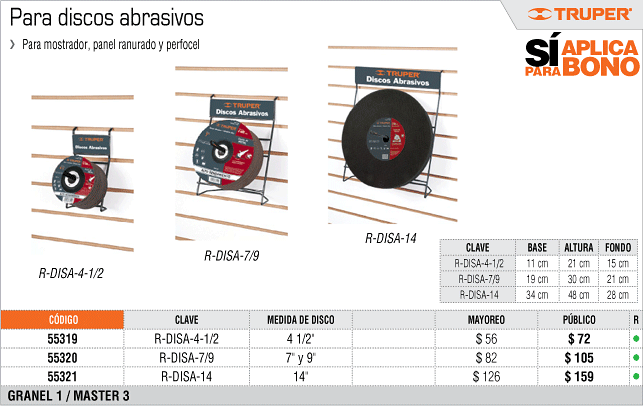 Para discos abrasivos
TRUPER®
❯ Para mostrador, panel ranurado y perfocel
SÍ APLICA
PARA BONO
TRUPER®
Discos Abrasivos
TRUPER®
Discos Abrasivos
TRUPER®
Discos Abrasivos
R-DISA-4-1/2
R-DISA-7/9
R-DISA-14
CLAVE BASE ALTURA FONDO
R-DISA-4-1/2 11 cm 21 cm 15 cm
R-DISA-7/9 19 cm 30 cm 21 cm
R-DISA-14 34 cm 48 cm 28 cm
CÓDIGO CLAVE MEDIDA DE DISCO MAYOREO PÚBLICO R
55319 R-DISA-4-1/2 4 1/2" $ 56 $ 72
55320 R-DISA-7/9 7" y 9" $ 82 $ 105
55321 R-DISA-14 14" $ 126 $ 159
GRANEL 1 / MASTER 3